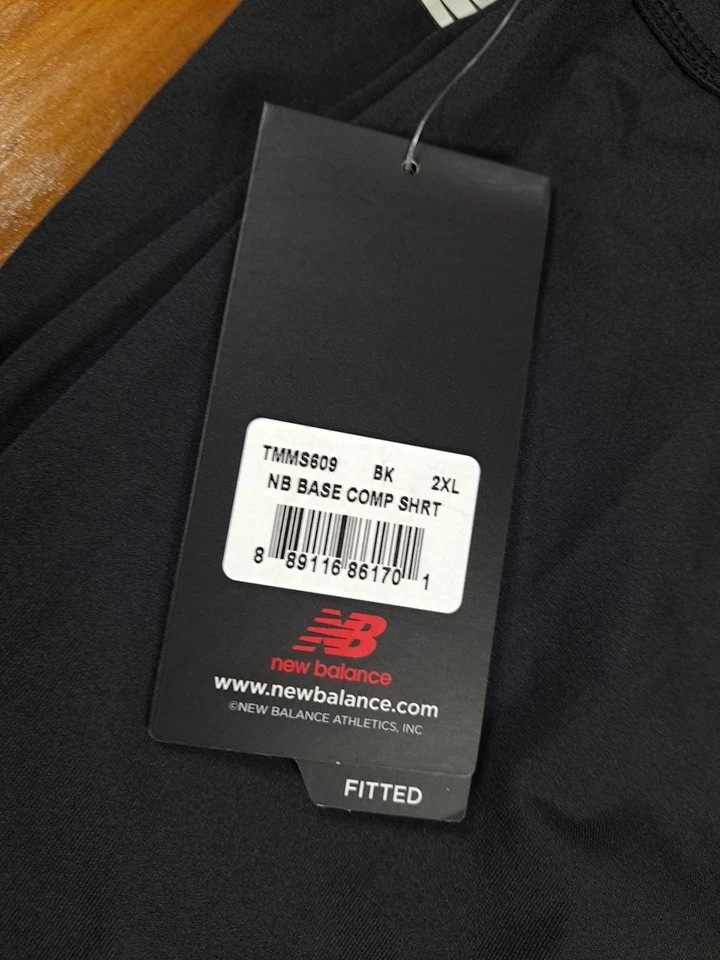 TMMS609 BK 2XL
NB BASE COMP SHRT
8 89116 86170 1
NB
new balance
www.newbalance.com
©NEW BALANCE ATHLETICS, INC
FITTED